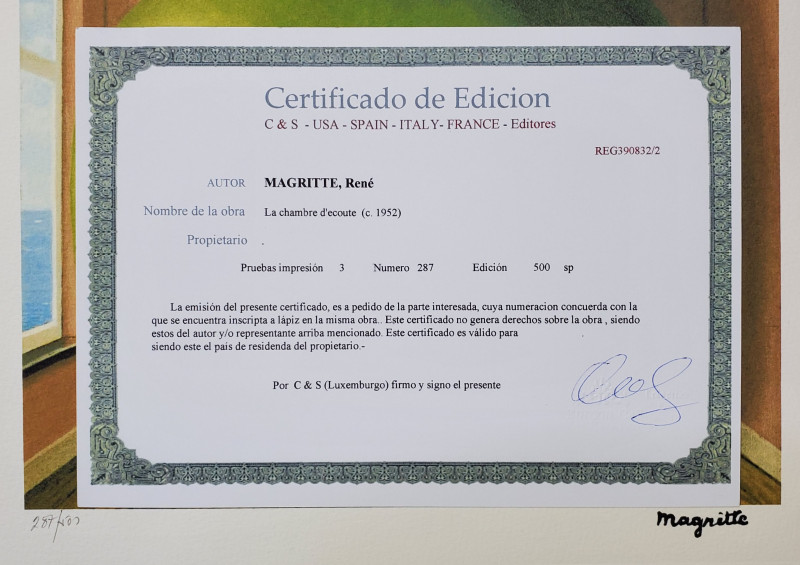 Certificado de Edicion
C & S - USA - SPAIN - ITALY- FRANCE - Editores
REG390832/2
AUTOR MAGRITTE, René
Nombre de la obra La chambre d'ecoute (c. 1952)
Propietario .
Pruebas impresión 3 Numero 287 Edición 500 sp
La emisión del presente certificado, es a pedido de la parte interesada, cuya numeracion concuerda con la
que se encuentra inscripta a lápiz en la misma obra.. Este certificado no genera derechos sobre la obra , siendo
estos del autor y/o representante arriba mencionado. Este certificado es válido para
siendo este el pais de residenda del propietario.-
Por C & S (Luxemburgo) firmo y signo el presente
287/500
Magritte